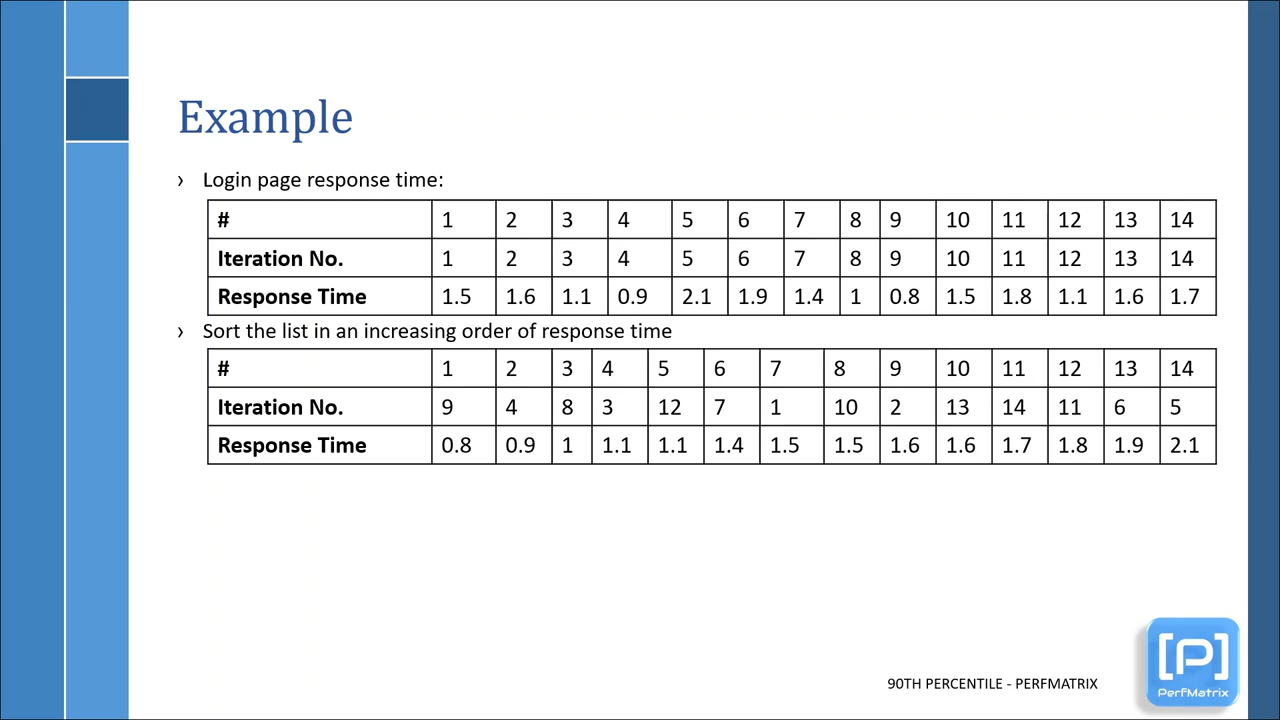 Example
› Login page response time:
# 1 2 3 4 5 6 7 8 9 10 11 12 13 14
Iteration No. 1 2 3 4 5 6 7 8 9 10 11 12 13 14
Response Time 1.5 1.6 1.1 0.9 2.1 1.9 1.4 1 0.8 1.5 1.8 1.1 1.6 1.7
› Sort the list in an increasing order of response time
# 1 2 3 4 5 6 7 8 9 10 11 12 13 14
Iteration No. 9 4 8 3 12 7 1 10 2 13 14 11 6 5
Response Time 0.8 0.9 1 1.1 1.1 1.4 1.5 1.5 1.6 1.6 1.7 1.8 1.9 2.1
90TH PERCENTILE - PERFMATRIX
[P]
PerfMatrix